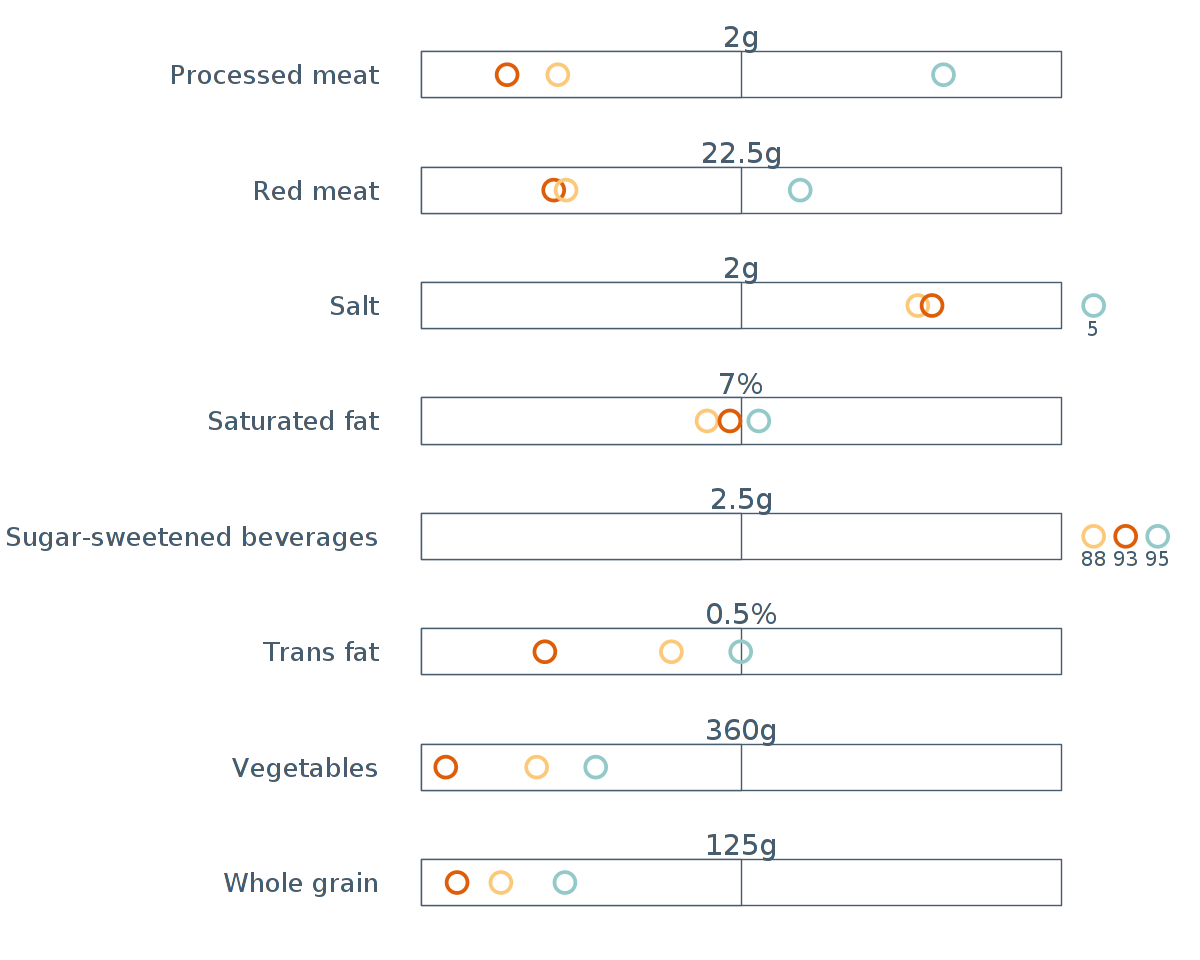 2g
Processed meat
22.5g
Red meat
2g
Salt
5
7%
Saturated fat
2.5g
Sugar-sweetened beverages
88 93 95
0.5%
Trans fat
360g
Vegetables
125g
Whole grain